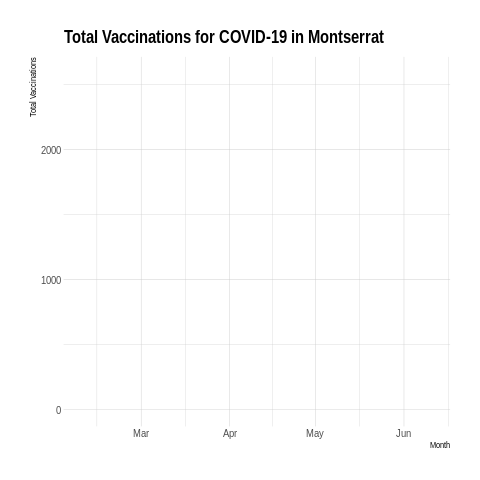 Total Vaccinations for COVID-19 in Montserrat
Total Vaccinations
2000
1000
0
Mar Apr May Jun
Month